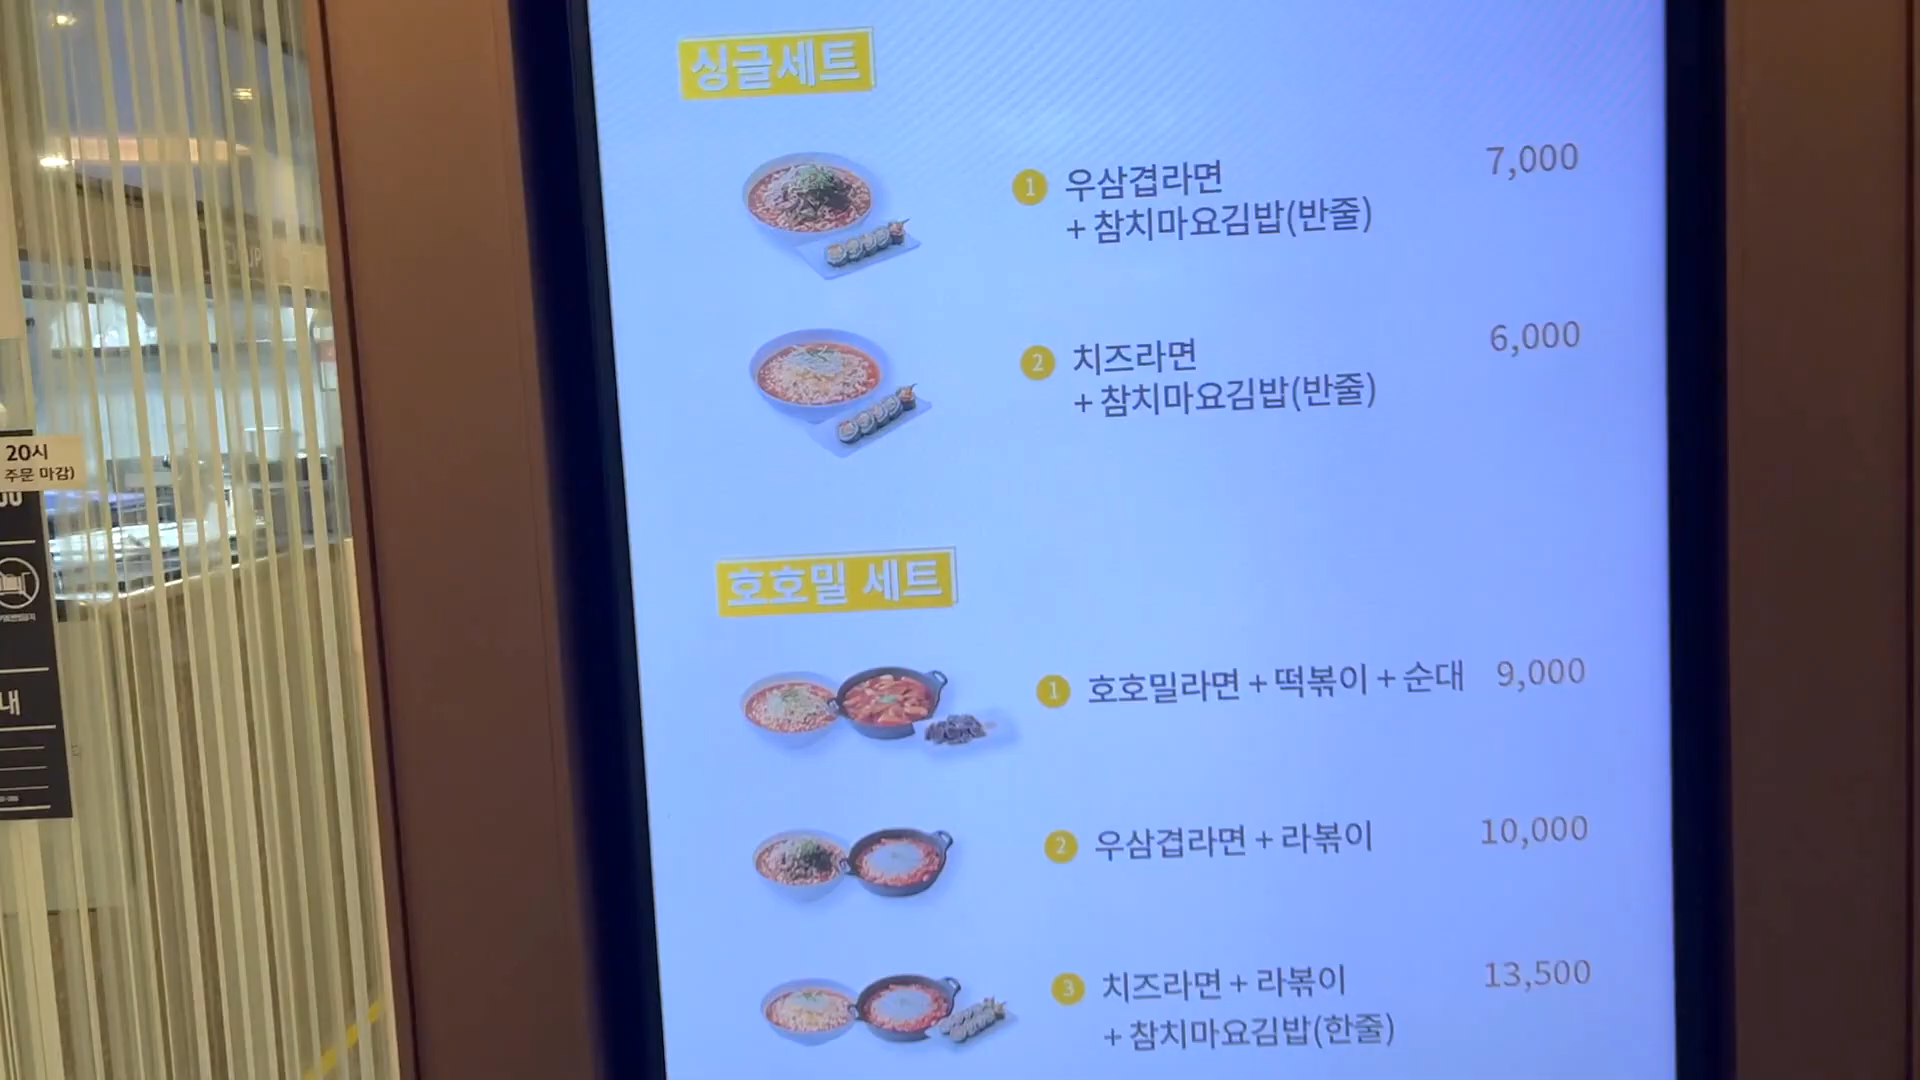 싱글세트
1 우삼겹라면 7,000
+ 참치마요김밥(반줄)
2 치즈라면 6,000
+ 참치마요김밥(반줄)
호호밀 세트
1 호호밀라면 + 떡볶이 + 순대 9,000
2 우삼겹라면 + 라볶이 10,000
3 치즈라면 + 라볶이 13,500
+ 참치마요김밥(한줄)
20시
주문 마감)
내